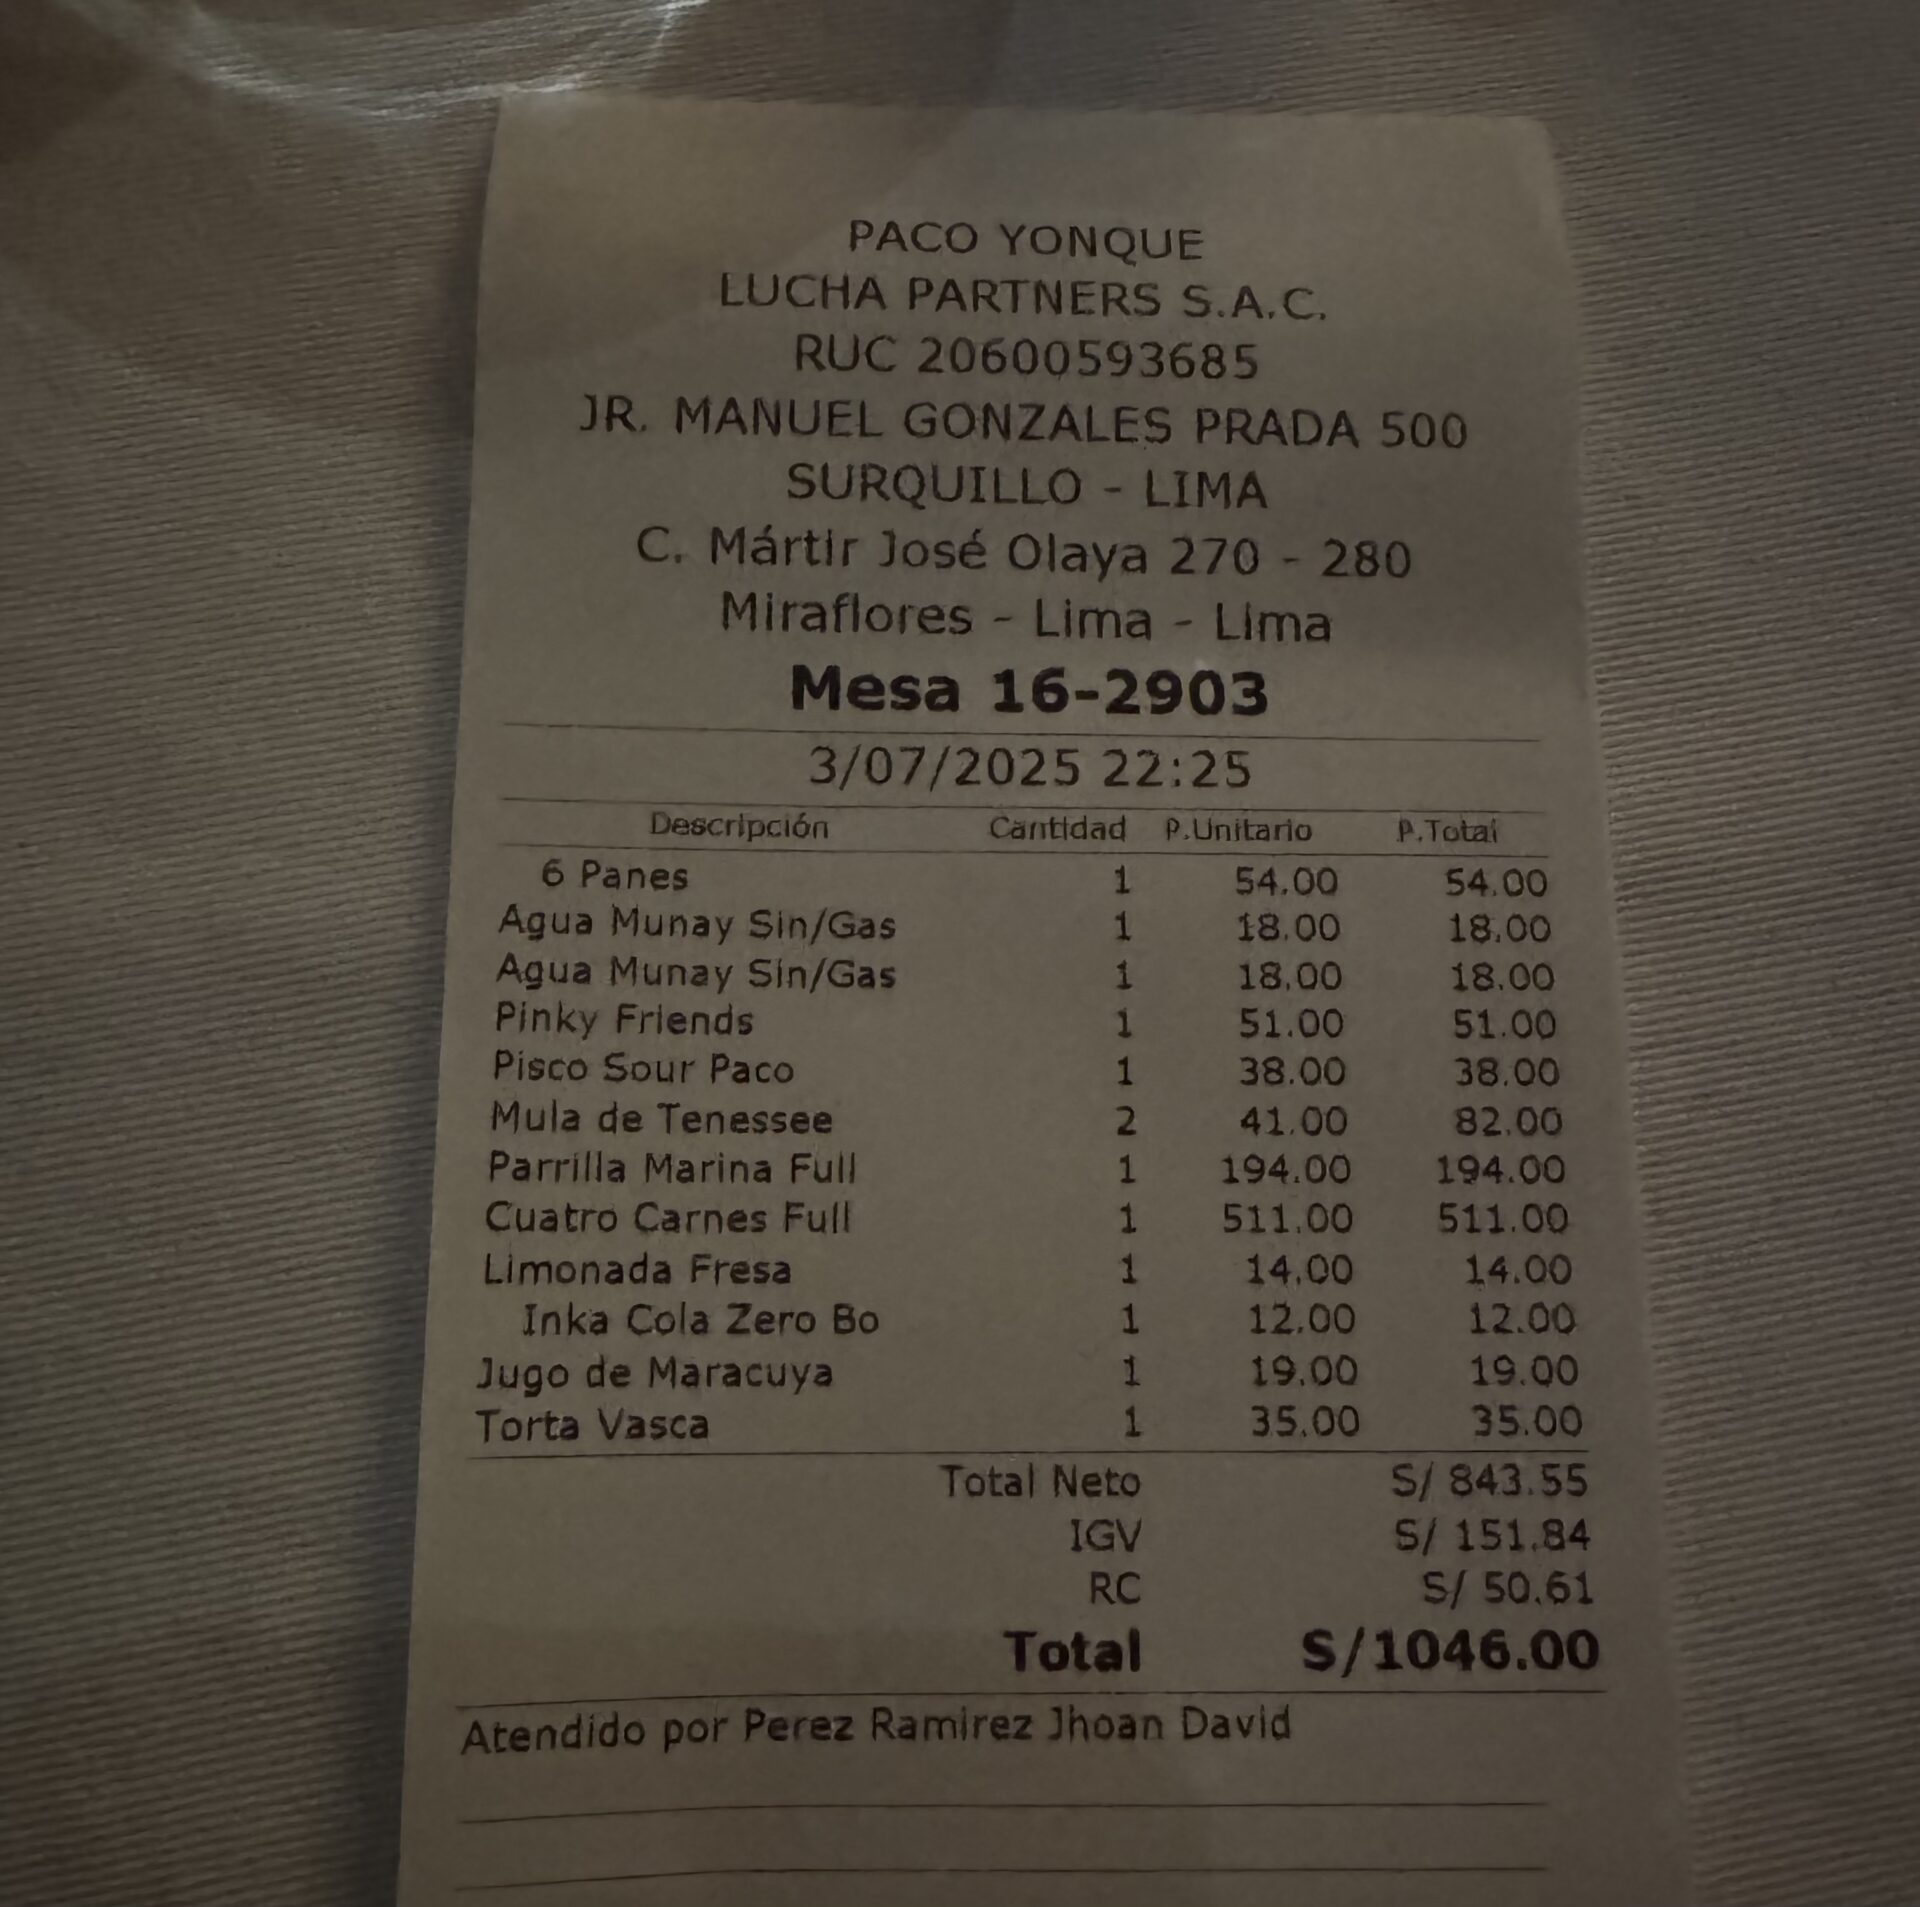 PACO YONQUE
LUCHA PARTNERS S.A.C.
RUC 20600593685
JR. MANUEL GONZALES PRADA 500
SURQUILLO - LIMA
C. Mártir José Olaya 270 - 280
Miraflores - Lima - Lima
Mesa 16-2903
3/07/2025 22:25
Descripción Cantidad P.Unitario P.Total
6 Panes 1 54.00 54.00
Agua Munay Sin/Gas 1 18.00 18.00
Agua Munay Sin/Gas 1 18.00 18.00
Pinky Friends 1 51.00 51.00
Pisco Sour Paco 1 38.00 38.00
Mula de Tenessee 2 41.00 82.00
Parrilla Marina Full 1 194.00 194.00
Cuatro Carnes Full 1 511.00 511.00
Limonada Fresa 1 14.00 14.00
Inka Cola Zero Bo 1 12.00 12.00
Jugo de Maracuya 1 19.00 19.00
Torta Vasca 1 35.00 35.00
Total Neto S/ 843.55
IGV S/ 151.84
RC S/ 50.61
Total S/1046.00
Atendido por Perez Ramirez Jhoan David